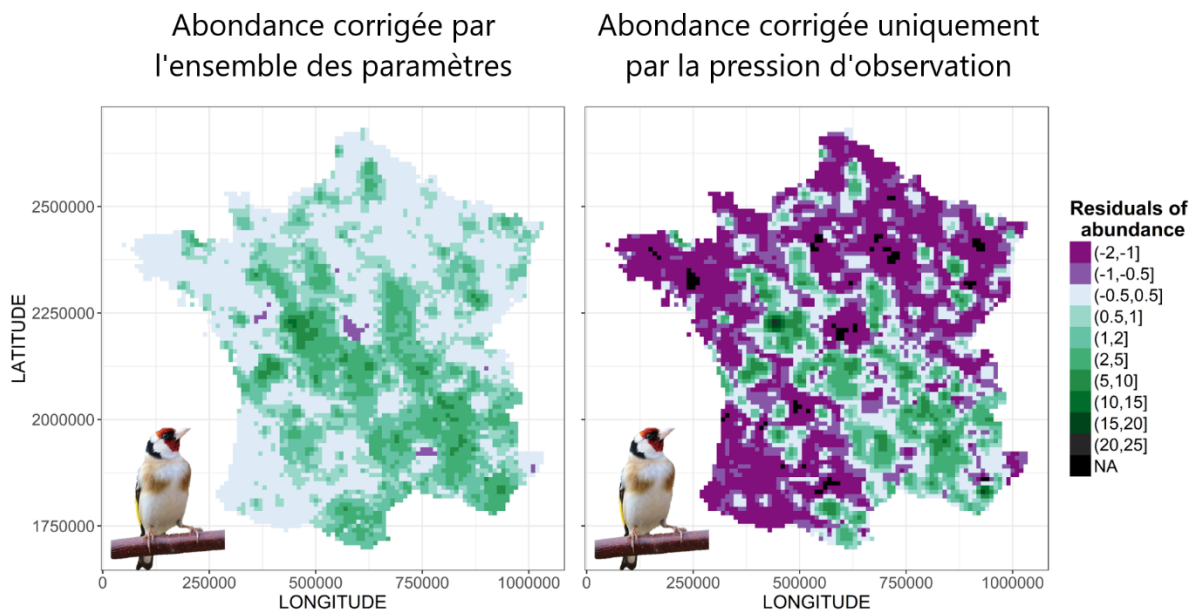 Abondance corrigée par
l'ensemble des paramètres
Abondance corrigée uniquement
par la pression d'observation
LATITUDE
2500000
2250000
2000000
1750000
0
250000
500000
750000
1000000
LONGITUDE
0
250000
500000
750000
1000000
LONGITUDE
Residuals of
abundance
(-2,-1]
(-1,-0.5]
(-0.5,0.5]
(0.5,1]
(1,2]
(2,5]
(5,10]
(10,15]
(15,20]
(20,25]
NA